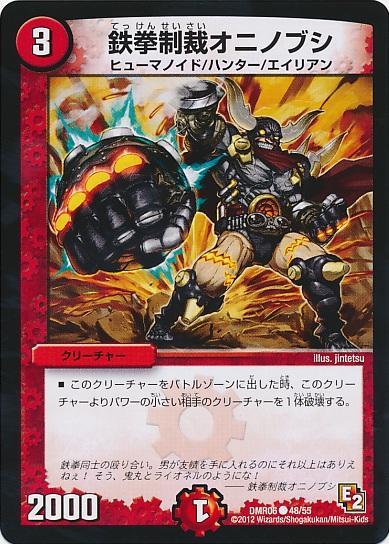 3
てっけんせいさい
鉄拳制裁オニノブシ
ヒューマノイド/ハンター/エイリアン
illus. jintetsu
クリーチャー
■ このクリーチャーをバトルゾーンに出した時、このクリ
ーチャーよりパワーの小さい相手のクリーチャーを1体破壊する。
鉄拳同士の殴り合い。男が友情を手に入れるのにそれ以上はありえ
ねぇ! そう、鬼丸とライオネルのようにな!
——— 鉄拳制裁オニノブシ
2000
1
DMR06 ● 48/55
©2012 Wizards/Shogakukan/Mitsui-Kids
E2